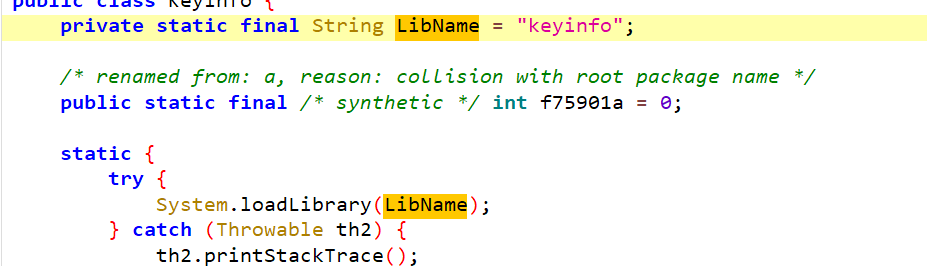 public class KeyInfo {
private static final String LibName = "keyinfo";
/* renamed from: a, reason: collision with root package name */
public static final /* synthetic */ int f75901a = 0;
static {
try {
System.loadLibrary(LibName);
} catch (Throwable th2) {
th2.printStackTrace();